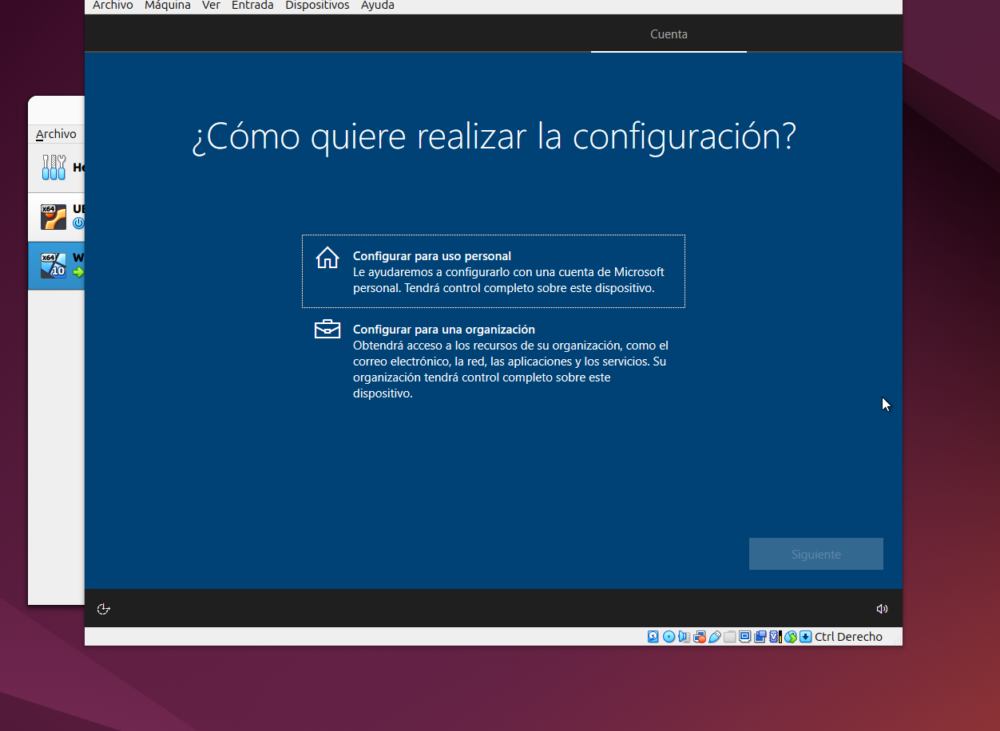 Archivo Máquina Ver Entrada Dispositivos Ayuda
Cuenta
¿Cómo quiere realizar la configuración?
Archivo
x64
x64
10
Configurar para uso personal
Le ayudaremos a configurarlo con una cuenta de Microsoft
personal. Tendrá control completo sobre este dispositivo.
Configurar para una organización
Obtendrá acceso a los recursos de su organización, como el
correo electrónico, la red, las aplicaciones y los servicios. Su
organización tendrá control completo sobre este
dispositivo.
Siguiente
Ctrl Derecho